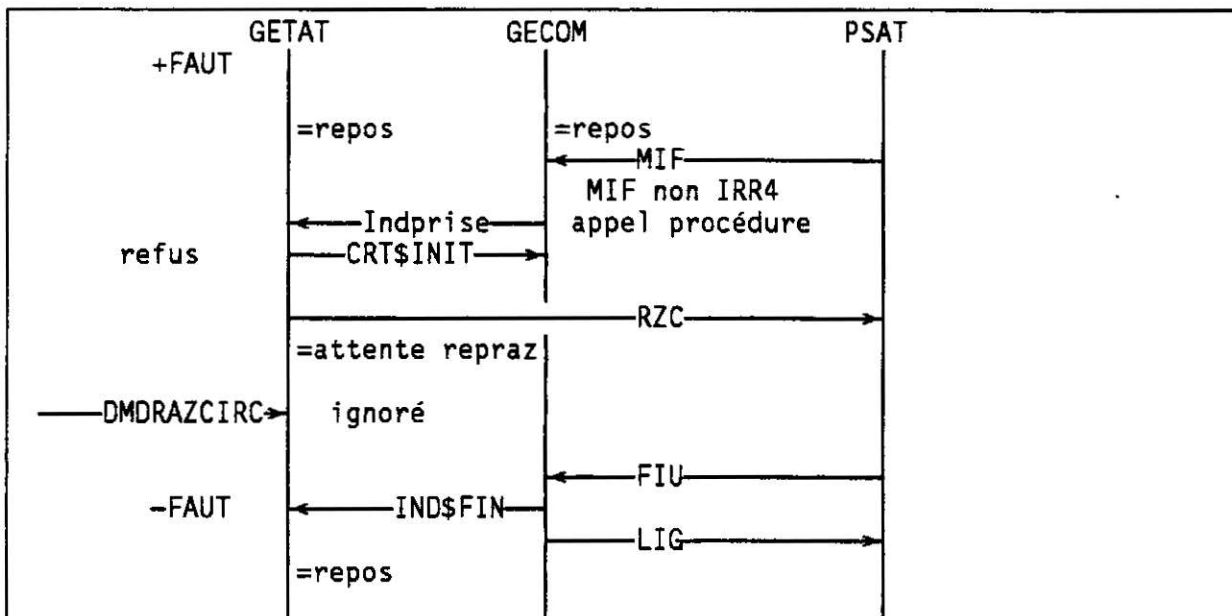 GETAT GECOM PSAT
+FAUT
=repos =repos
MIF
MIF non IRR4
Indprise appel procédure
refus CRT$INIT
RZC
=attente repraz
DMDRAZCIRC ignoré
FIU
-FAUT IND$FIN
LIG
=repos